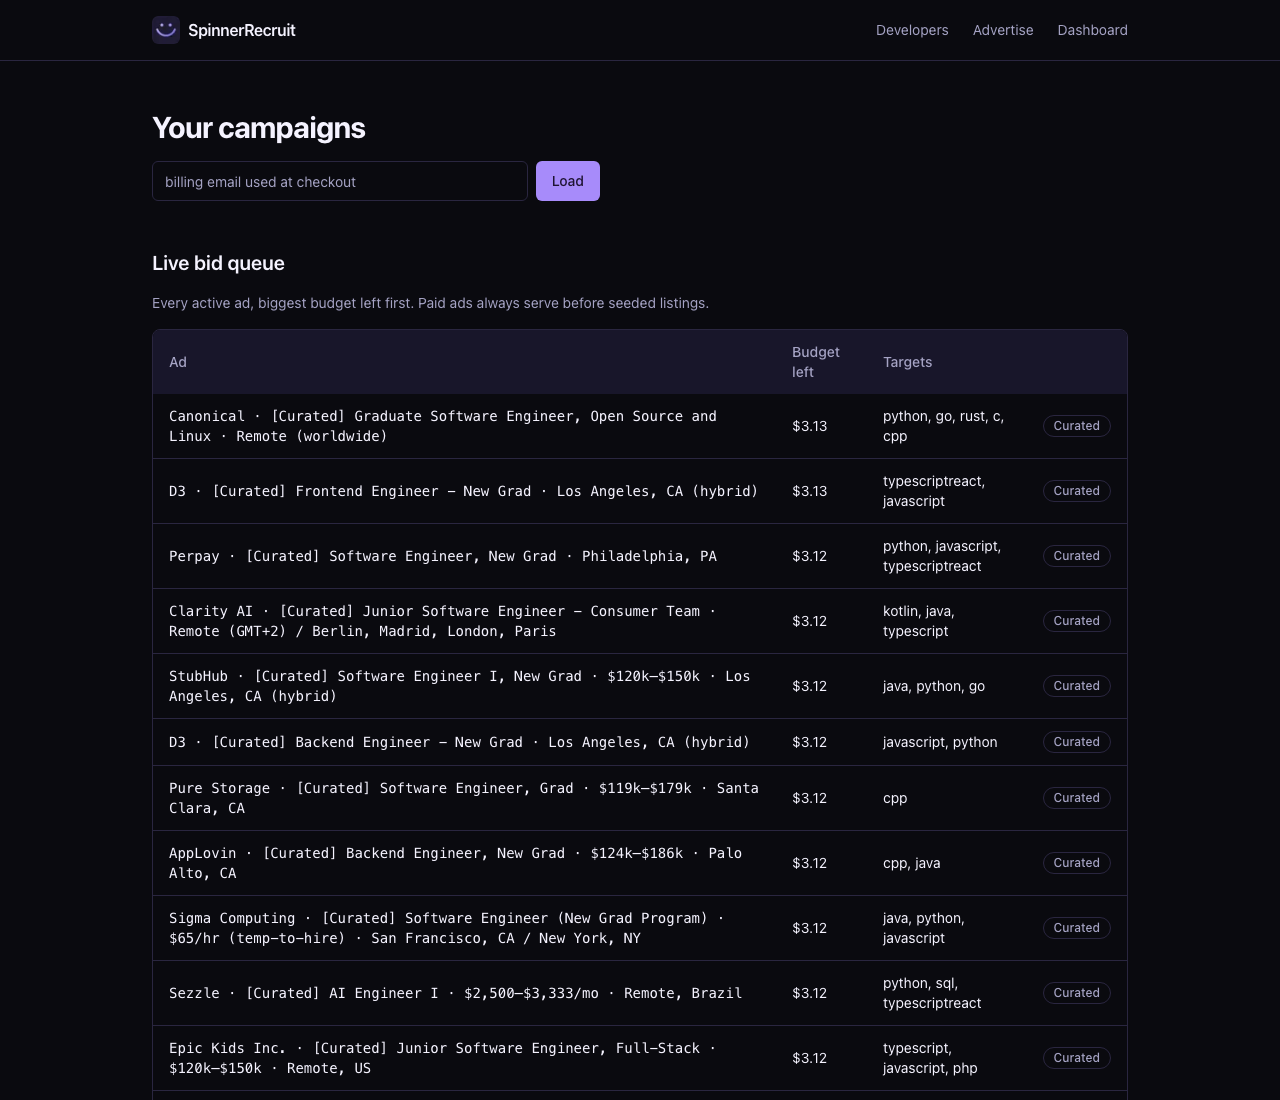 SpinnerRecruit
Developers
Advertise
Dashboard
Your campaigns
billing email used at checkout
Load
Live bid queue
Every active ad, biggest budget left first. Paid ads always serve before seeded listings.
Ad
Budget
left
Targets
Canonical · [Curated] Graduate Software Engineer, Open Source and
Linux · Remote (worldwide)
$3.13
python, go, rust, c,
cpp
Curated
D3 · [Curated] Frontend Engineer – New Grad · Los Angeles, CA (hybrid)
$3.13
typescriptreact,
javascript
Curated
Perpay · [Curated] Software Engineer, New Grad · Philadelphia, PA
$3.12
python, javascript,
typescriptreact
Curated
Clarity AI · [Curated] Junior Software Engineer – Consumer Team ·
Remote (GMT+2) / Berlin, Madrid, London, Paris
$3.12
kotlin, java,
typescript
Curated
StubHub · [Curated] Software Engineer I, New Grad · $120k–$150k · Los
Angeles, CA (hybrid)
$3.12
java, python, go
Curated
D3 · [Curated] Backend Engineer – New Grad · Los Angeles, CA (hybrid)
$3.12
javascript, python
Curated
Pure Storage · [Curated] Software Engineer, Grad · $119k–$179k · Santa
Clara, CA
$3.12
cpp
Curated
AppLovin · [Curated] Backend Engineer, New Grad · $124k–$186k · Palo
Alto, CA
$3.12
cpp, java
Curated
Sigma Computing · [Curated] Software Engineer (New Grad Program) ·
$65/hr (temp-to-hire) · San Francisco, CA / New York, NY
$3.12
java, python,
javascript
Curated
Sezzle · [Curated] AI Engineer I · $2,500–$3,333/mo · Remote, Brazil
$3.12
python, sql,
typescriptreact
Curated
Epic Kids Inc. · [Curated] Junior Software Engineer, Full-Stack ·
$120k–$150k · Remote, US
$3.12
typescript,
javascript, php
Curated